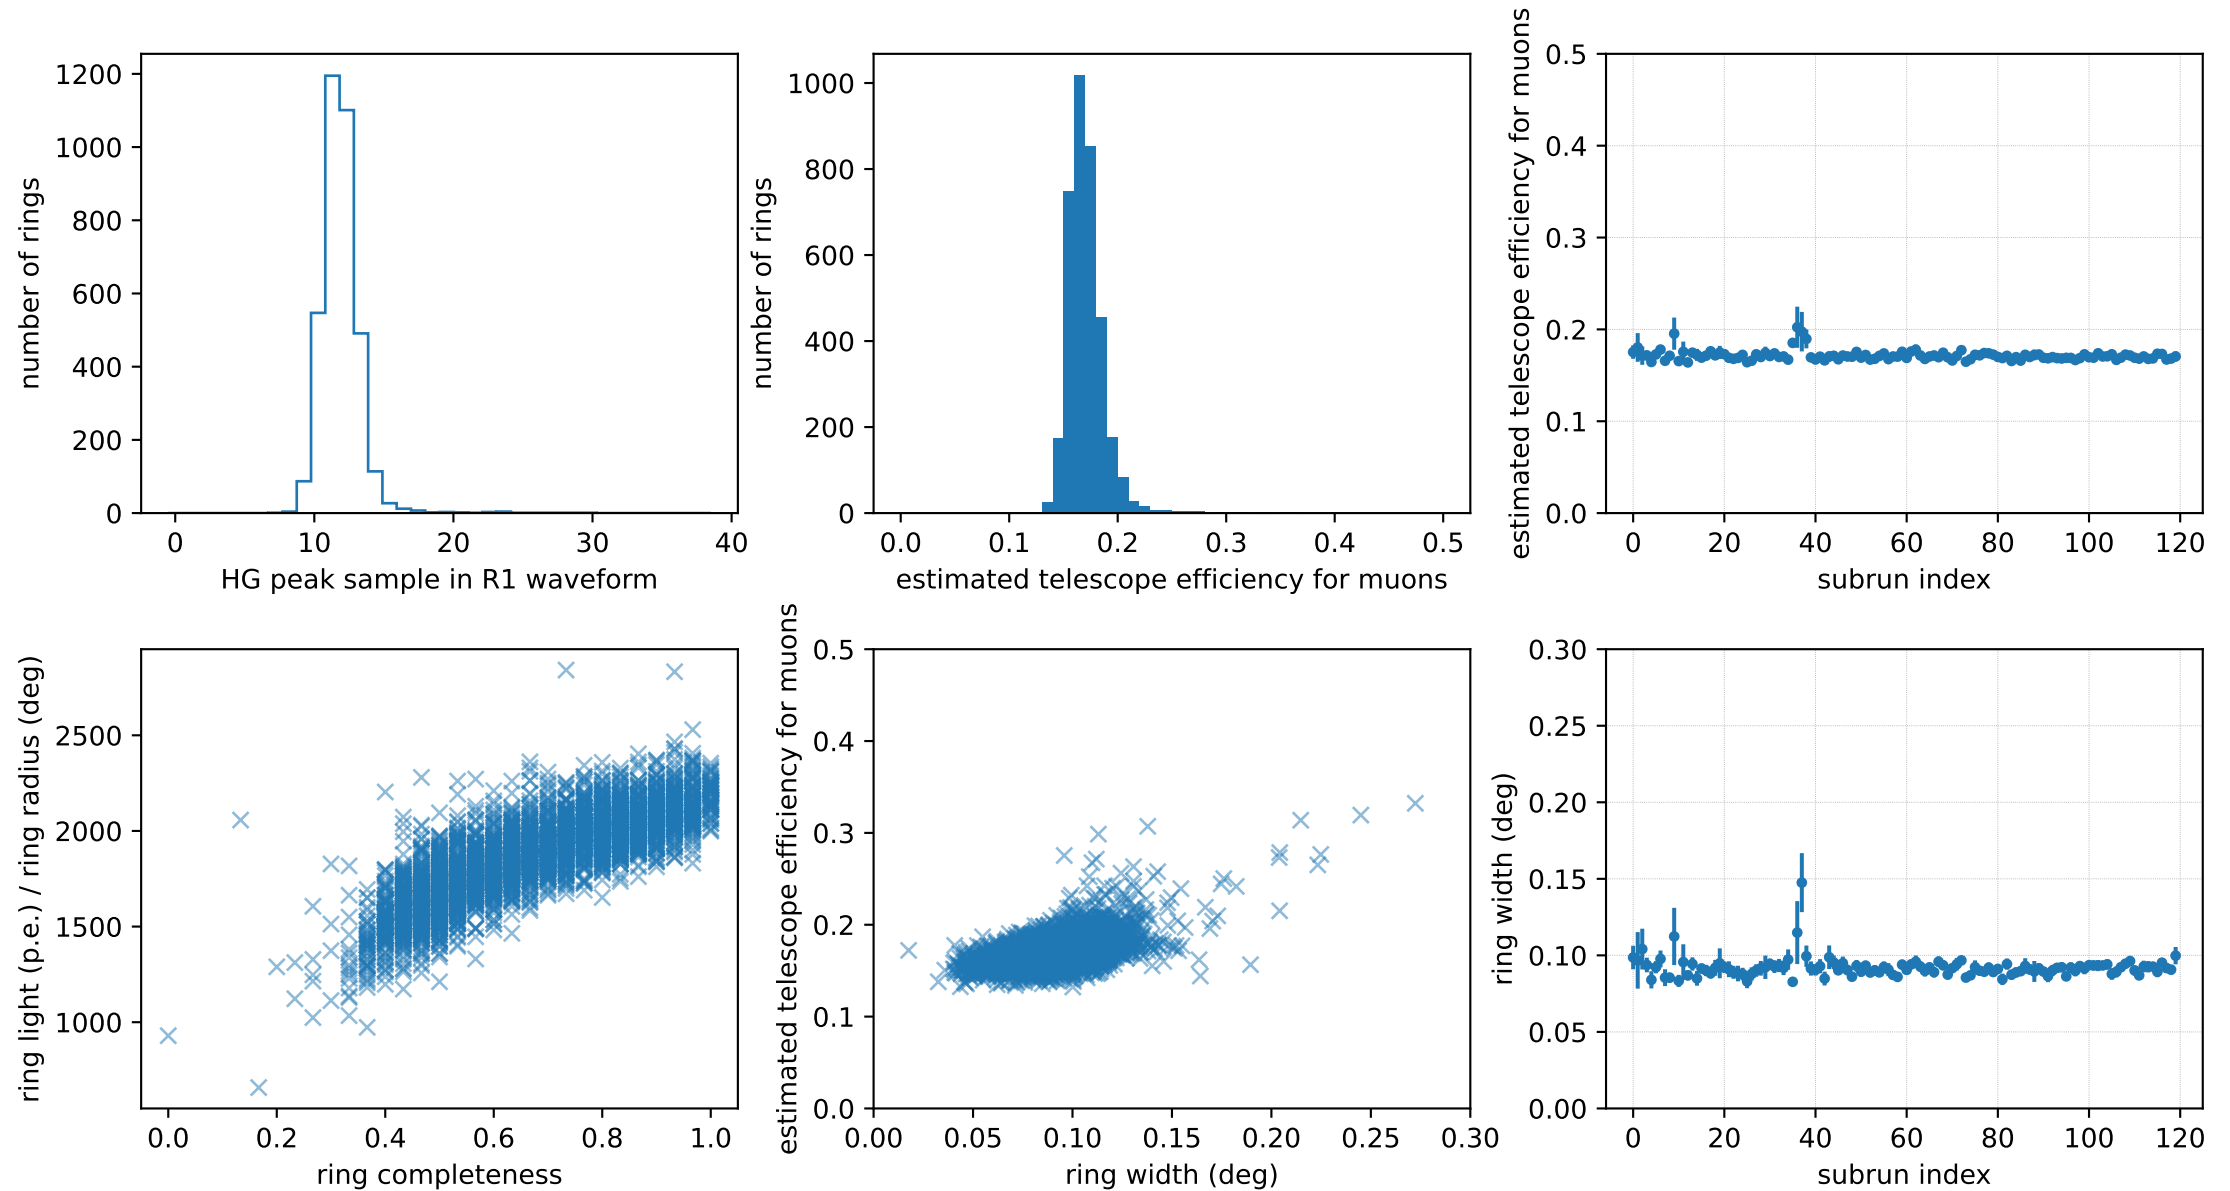 number of rings
1200
1000
800
600
400
200
0
0 10 20 30 40
HG peak sample in R1 waveform
number of rings
1000
800
600
400
200
0
0.0 0.1 0.2 0.3 0.4 0.5
estimated telescope efficiency for muons
estimated telescope efficiency for muons
0.5
0.4
0.3
0.2
0.1
0.0
0 20 40 60 80 100 120
subrun index
ring light (p.e.) / ring radius (deg)
2500
2000
1500
1000
0.0 0.2 0.4 0.6 0.8 1.0
ring completeness
estimated telescope efficiency for muons
0.5
0.4
0.3
0.2
0.1
0.0
0.00 0.05 0.10 0.15 0.20 0.25 0.30
ring width (deg)
ring width (deg)
0.30
0.25
0.20
0.15
0.10
0.05
0.00
0 20 40 60 80 100 120
subrun index